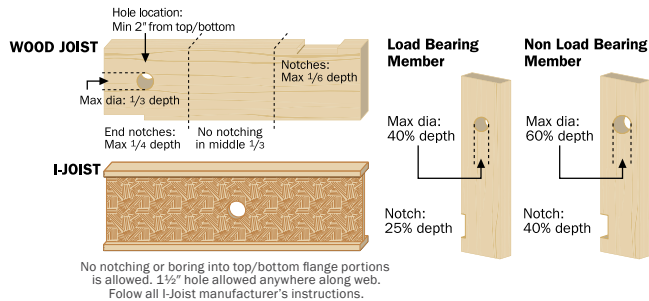 Hole location:
Min 2" from top/bottom
WOOD JOIST
Notches:
Max 1/6 depth
Max dia: 1/3 depth
End notches:
Max 1/4 depth
No notching
in middle 1/3
I-JOIST
No notching or boring into top/bottom flange portions
is allowed. 1½" hole allowed anywhere along web.
Folow all I-Joist manufacturer's instructions.
Load Bearing
Member
Max dia:
40% depth
Notch:
25% depth
Non Load Bearing
Member
Max dia:
60% depth
Notch:
40% depth